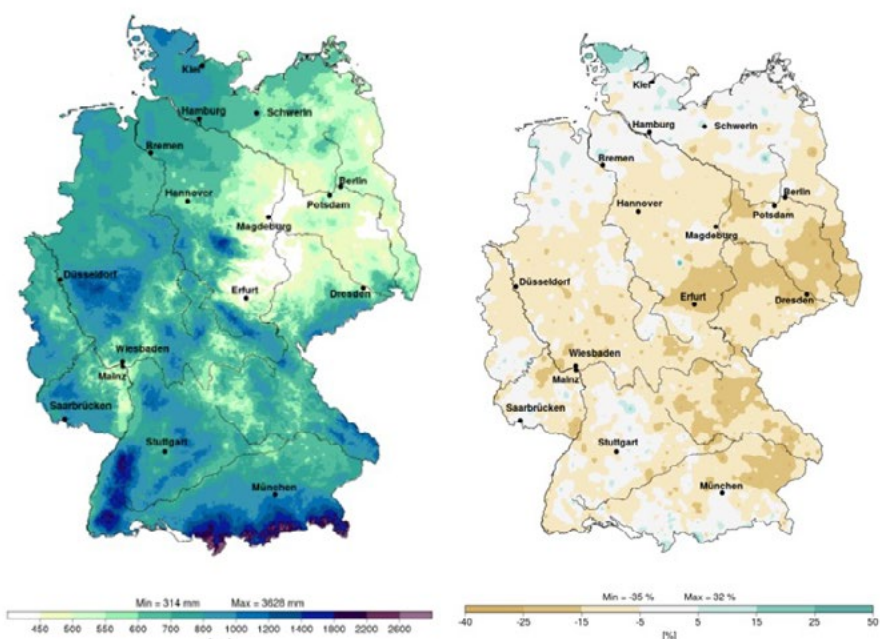 Kiel
Hamburg
Schwerin
Bremen
Berlin
Hannover
Potsdam
Magdeburg
Düsseldorf
Erfurt
Dresden
Wiesbaden
Mainz
Saarbrücken
Stuttgart
München
Min = 314 mm Max = 3628 mm
450 500 550 600 700 800 1000 1200 1400 1800 2200 2600
Kiel
Hamburg
Schwerin
Bremen
Berlin
Hannover
Potsdam
Magdeburg
Düsseldorf
Erfurt
Dresden
Wiesbaden
Mainz
Saarbrücken
Stuttgart
München
Min = -35 % Max = 32 %
-40 -25 -15 -5 5 15 25 50
[%]